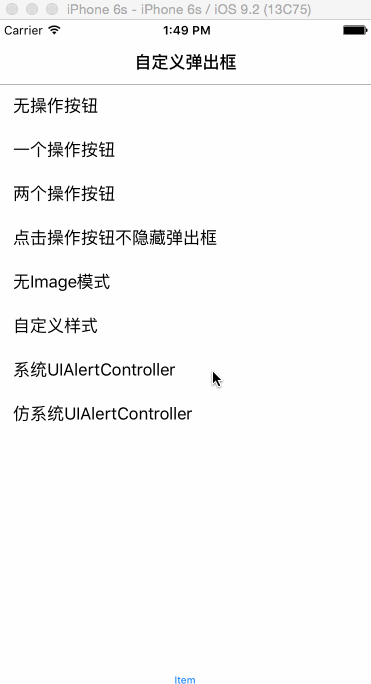 iPhone 6s - iPhone 6s / iOS 9.2 (13C75)
Carrier 1:49 PM
自定义弹出框
无操作按钮
一个操作按钮
两个操作按钮
点击操作按钮不隐藏弹出框
无Image模式
自定义样式
系统UIAlertController
仿系统UIAlertController
Item